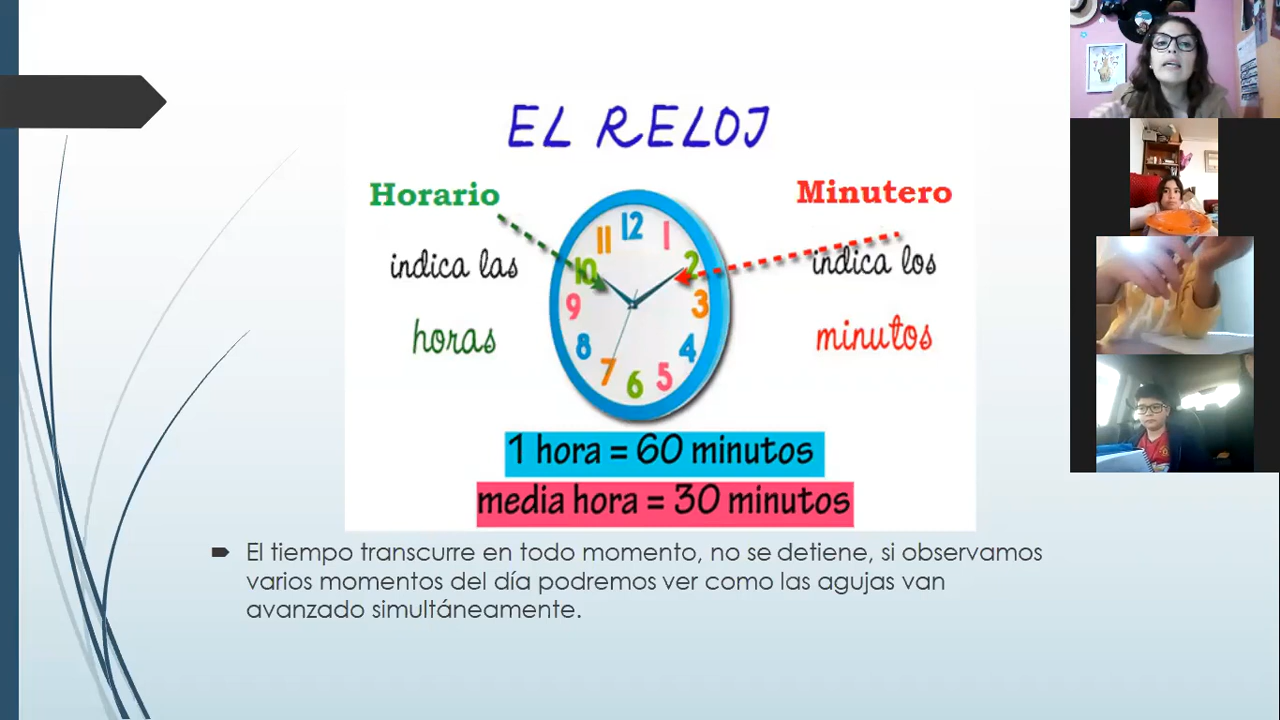 EL RELOJ
Horario
indica las
horas
Minutero
indica los
minutos
12
1
2
3
4
5
6
7
8
9
10
11
1 hora = 60 minutos
media hora = 30 minutos
El tiempo transcurre en todo momento, no se detiene, si observamos
varios momentos del día podremos ver como las agujas van
avanzado simultáneamente.